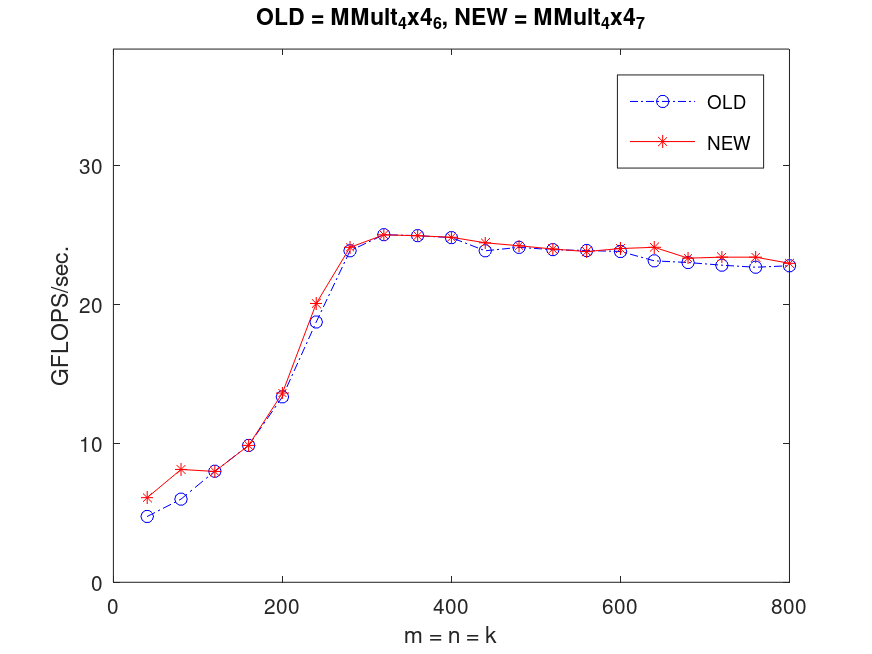 OLD = MMult₄x4₆, NEW = MMult₄x4₇
OLD
NEW
30
20
10
0
GFLOPS/sec.
0 200 400 600 800
m = n = k